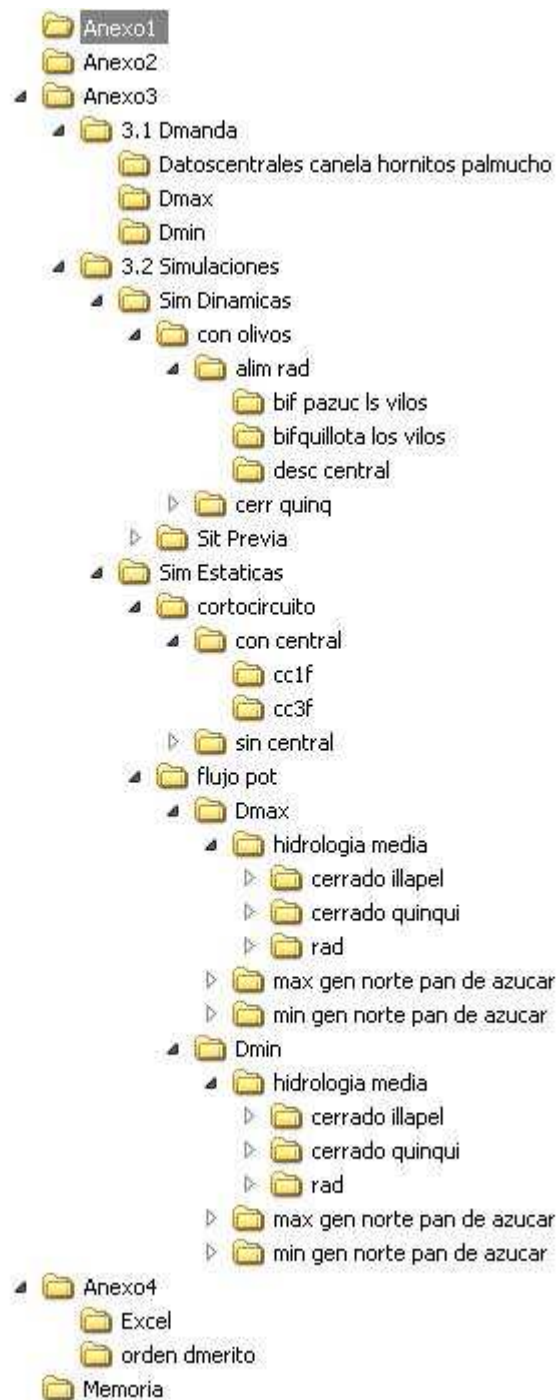 Anexo1
Anexo2
Anexo3
3.1 Dmanda
Datoscentrales canela hornitos palmucho
Dmax
Dmin
3.2 Simulaciones
Sim Dinamicas
con olivos
alim rad
bif pazuc ls vilos
bifquillota los vilos
desc central
cerr quinq
Sit Previa
Sim Estaticas
cortocircuito
con central
cc1f
cc3f
sin central
flujo pot
Dmax
hidrologia media
cerrado illapel
cerrado quinqui
rad
max gen norte pan de azucar
min gen norte pan de azucar
Dmin
hidrologia media
cerrado illapel
cerrado quinqui
rad
max gen norte pan de azucar
min gen norte pan de azucar
Anexo4
Excel
orden dmerito
Memoria